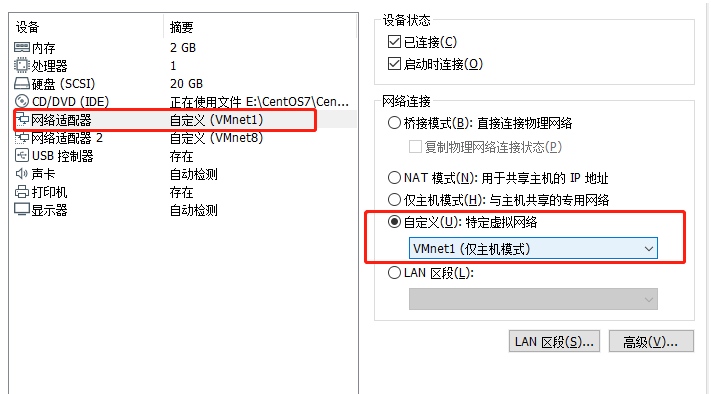 设备 摘要
内存 2 GB
处理器 1
硬盘 (SCSI) 20 GB
CD/DVD (IDE) 正在使用文件 E:\CentOS7\Cen...
网络适配器 自定义 (VMnet1)
网络适配器 2 自定义 (VMnet8)
USB 控制器 存在
声卡 自动检测
打印机 存在
显示器 自动检测
设备状态
已连接(C)
启动时连接(O)
网络连接
桥接模式(B): 直接连接物理网络
复制物理网络连接状态(P)
NAT 模式(N): 用于共享主机的 IP 地址
仅主机模式(H): 与主机共享的专用网络
自定义(U): 特定虚拟网络
VMnet1 (仅主机模式)
LAN 区段(L):
LAN 区段(S)... 高级(V)...